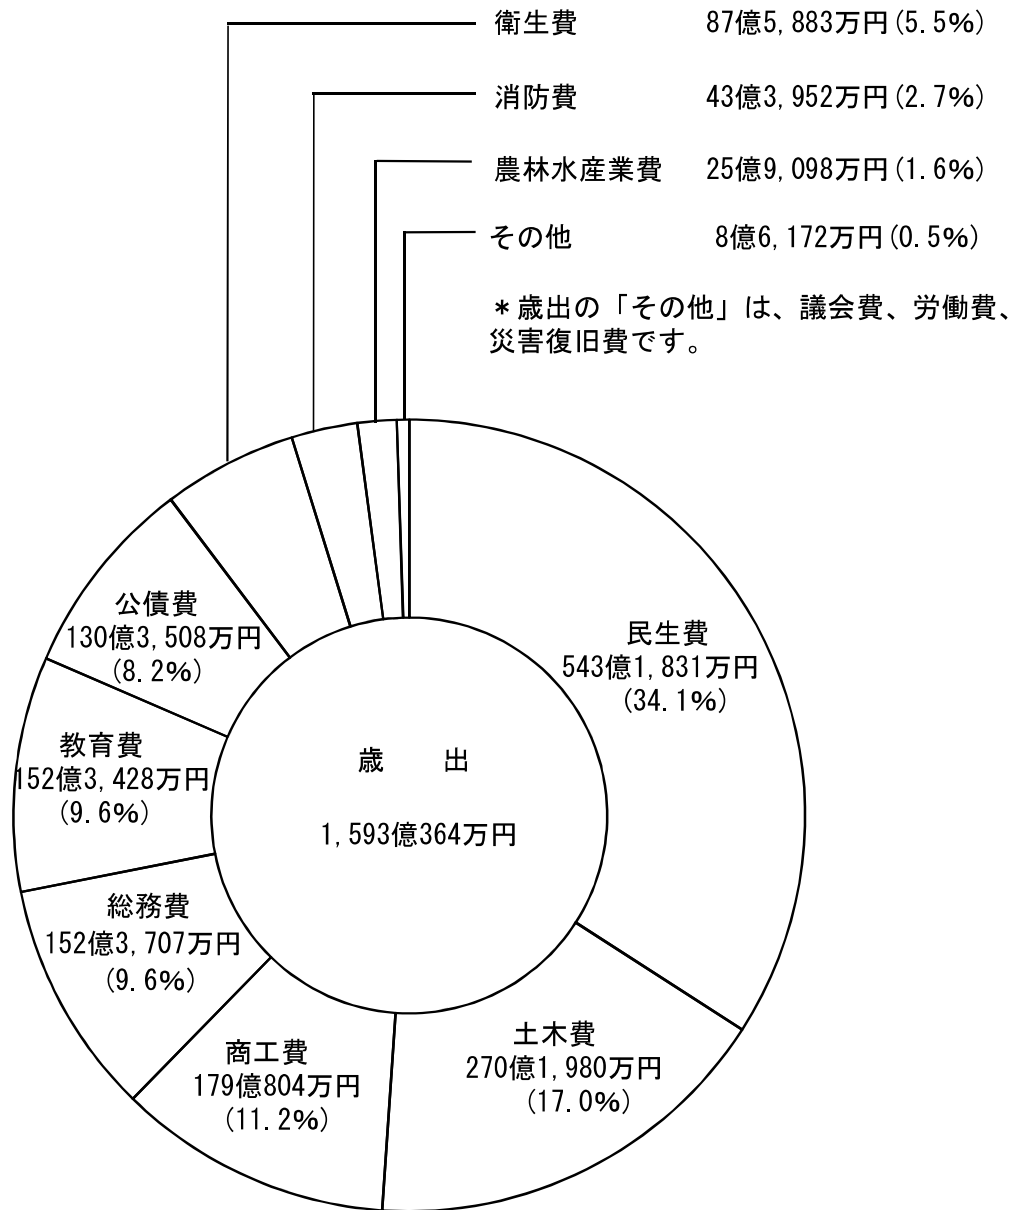 衛生費 87億5,883万円(5.5%)
消防費 43億3,952万円(2.7%)
農林水産業費 25億9,098万円(1.6%)
その他 8億6,172万円(0.5%)
＊歳出の「その他」は、議会費、労働費、
災害復旧費です。
民生費
543億1,831万円
(34.1%)
土木費
270億1,980万円
(17.0%)
商工費
179億804万円
(11.2%)
総務費
152億3,707万円
(9.6%)
教育費
152億3,428万円
(9.6%)
公債費
130億3,508万円
(8.2%)
歳　出
1,593億364万円